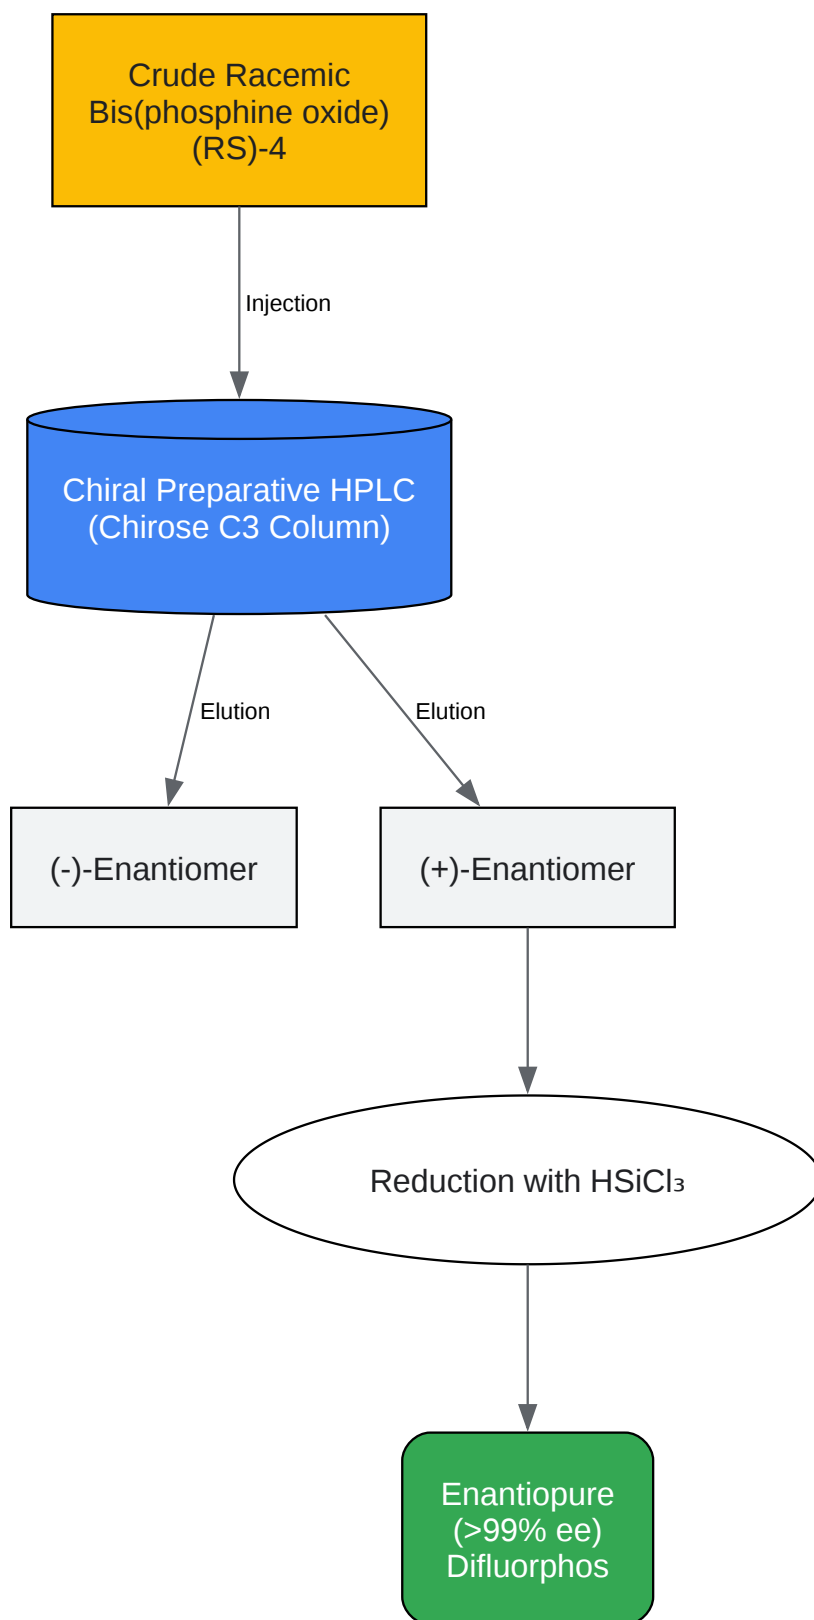 Crude Racemic
Bis(phosphine oxide)
(RS)-4
Injection
Chiral Preparative HPLC
(Chirose C3 Column)
Elution
Elution
(-)-Enantiomer
(+)-Enantiomer
Reduction with HSiCl₃
Enantiopure
(>99% ee)
Difluorphos